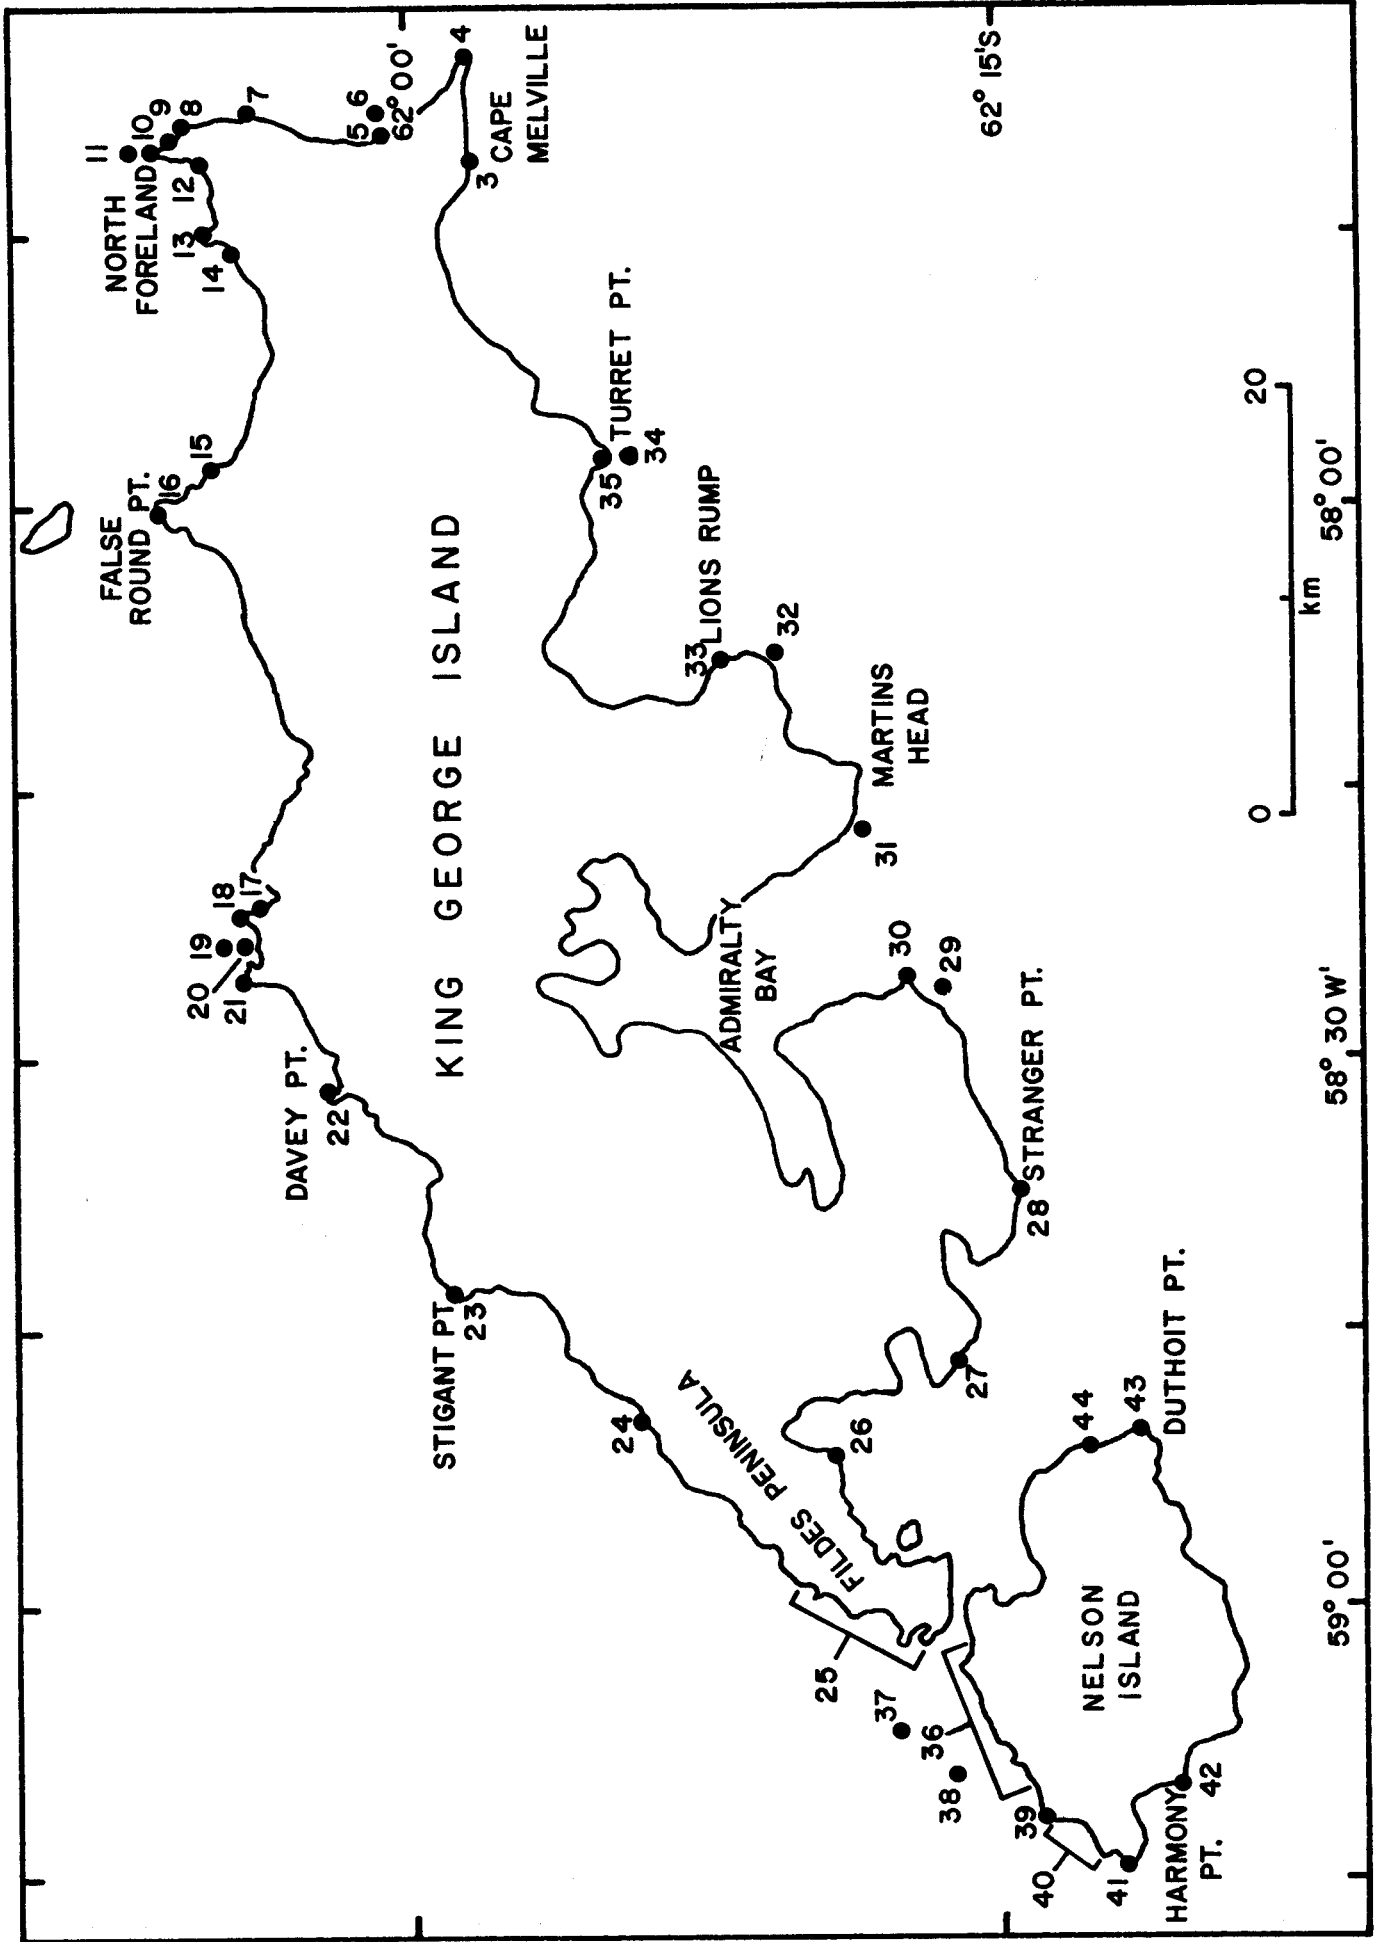 11
NORTH
FORELAND
10
9
8
7
12
13
14
FALSE
ROUND PT.
16
15
19
18
17
20
21
DAVEY PT.
22
STIGANT PT.
23
KING GEORGE ISLAND
6
5
62° 00'
4
3
CAPE
MELVILLE
24
FILDES PENINSULA
TURRET PT.
35
34
LIONS RUMP
33
32
ADMIRALTY
BAY
MARTINS
HEAD
31
30
29
25
26
27
37
36
38
STRANGER PT.
28
62° 15'S
39
40
41
NELSON
ISLAND
44
43
DUTHOIT PT.
HARMONY
PT.
42
0
20
km
59° 00'
58° 30'W
58° 00'